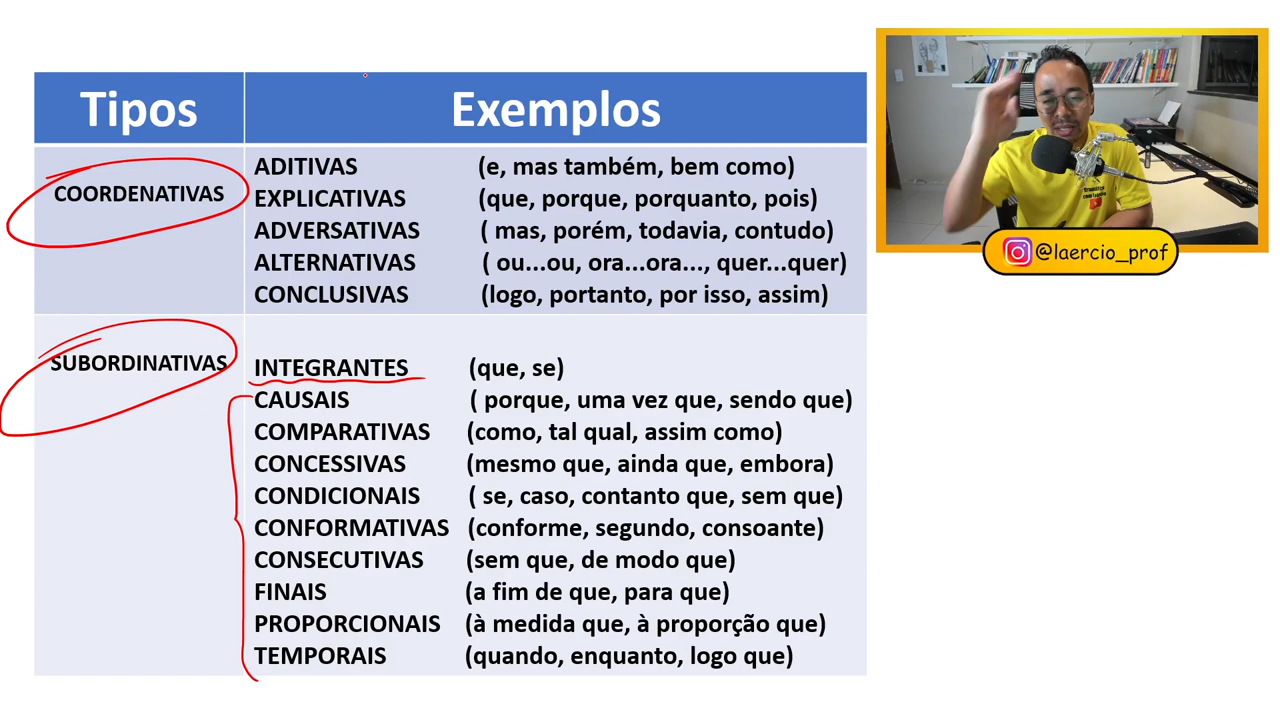 Tipos Exemplos
COORDENATIVAS
ADITIVAS (e, mas também, bem como)
EXPLICATIVAS (que, porque, porquanto, pois)
ADVERSATIVAS ( mas, porém, todavia, contudo)
ALTERNATIVAS ( ou...ou, ora...ora..., quer...quer)
CONCLUSIVAS (logo, portanto, por isso, assim)
SUBORDINATIVAS
INTEGRANTES (que, se)
CAUSAIS ( porque, uma vez que, sendo que)
COMPARATIVAS (como, tal qual, assim como)
CONCESSIVAS (mesmo que, ainda que, embora)
CONDICIONAIS ( se, caso, contanto que, sem que)
CONFORMATIVAS (conforme, segundo, consoante)
CONSECUTIVAS (sem que, de modo que)
FINAIS (a fim de que, para que)
PROPORCIONAIS (à medida que, à proporção que)
TEMPORAIS (quando, enquanto, logo que)
@laercio_prof